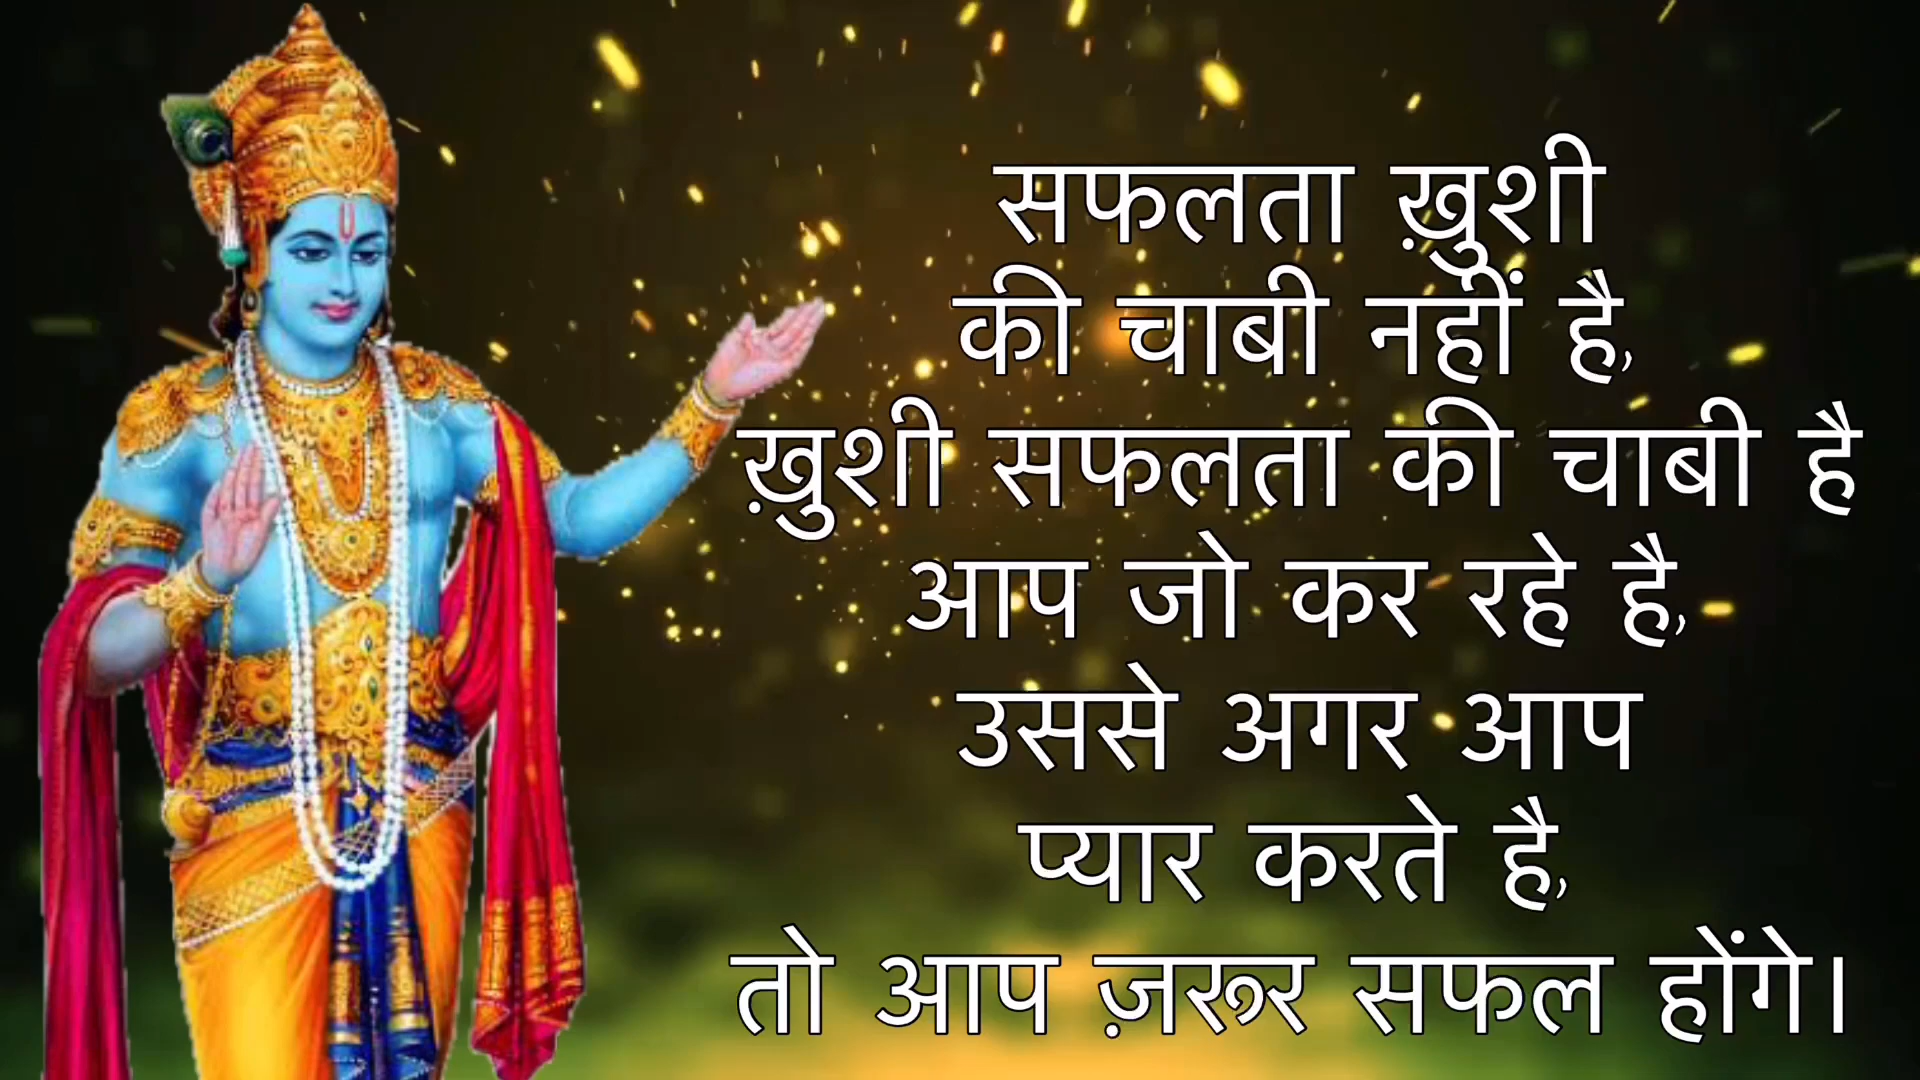 सफलता ख़ुशी
की चाबी नहीं है,
ख़ुशी सफलता की चाबी है
आप जो कर रहे है,
उससे अगर आप
प्यार करते है,
तो आप ज़रूर सफल होंगे।